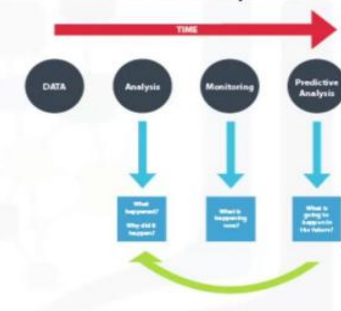 TIME
DATA
Analysis
Monitoring
Predictive
Analysis
What
happened?
Why did it
happen?
What is
happening
now?
What is
going to
happen in
the future?